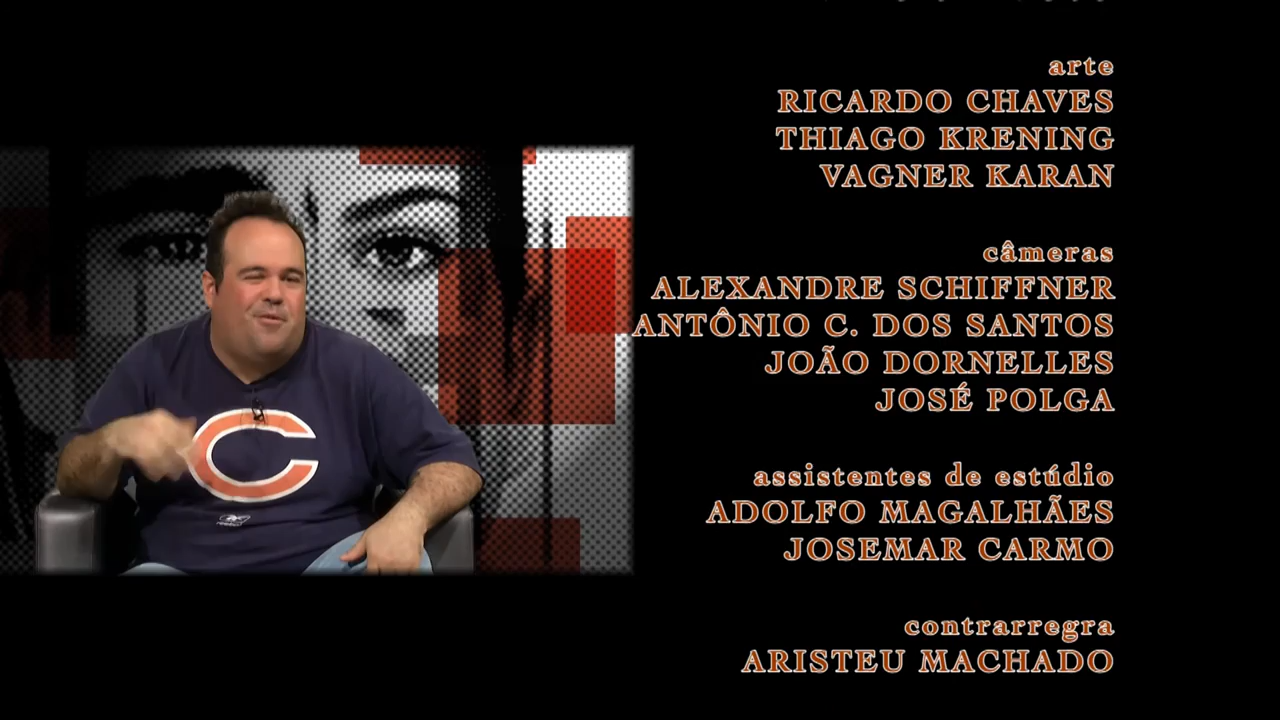 arte
RICARDO CHAVES
THIAGO KRENING
VAGNER KARAN
câmeras
ALEXANDRE SCHIFFNER
ANTÔNIO C. DOS SANTOS
JOÃO DORNELLES
JOSÉ POLGA
assistentes de estúdio
ADOLFO MAGALHÃES
JOSEMAR CARMO
contrarregra
ARISTEU MACHADO
C
Reebok